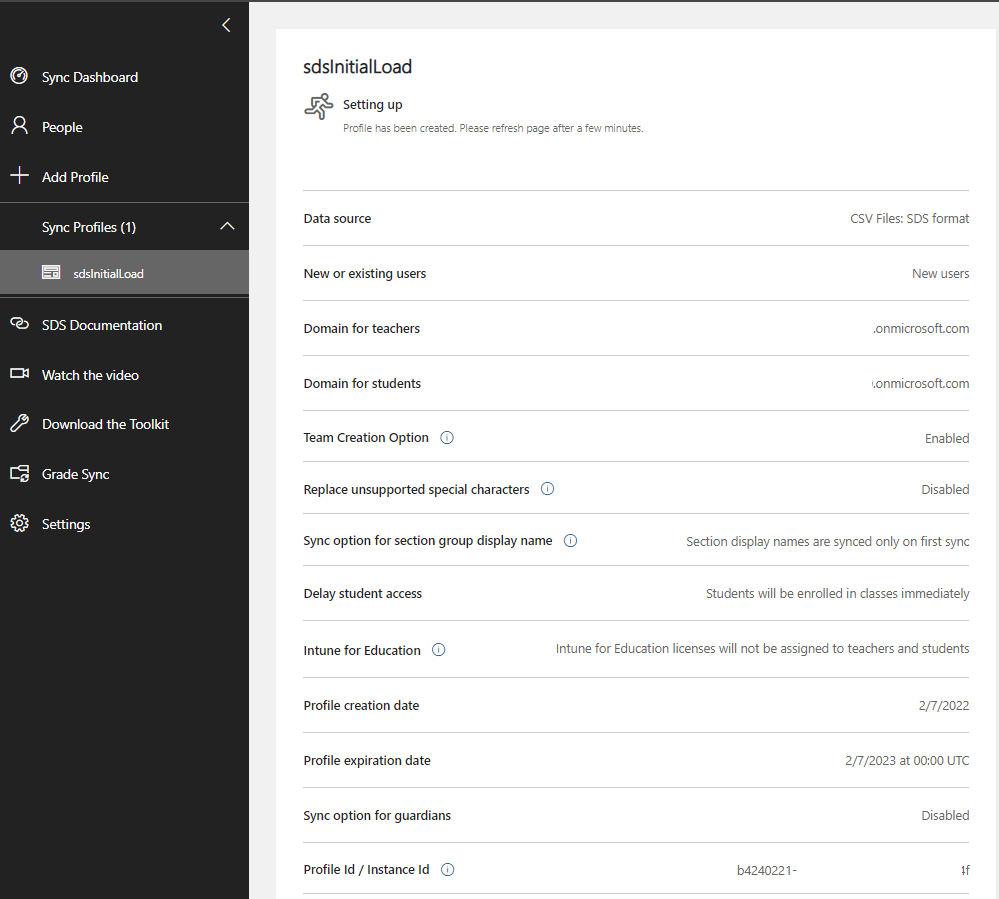 Sync Dashboard
People
Add Profile
Sync Profiles (1)
sdsInitialLoad
SDS Documentation
Watch the video
Download the Toolkit
Grade Sync
Settings
sdsInitialLoad
Setting up
Profile has been created. Please refresh page after a few minutes.
Data source CSV Files: SDS format
New or existing users New users
Domain for teachers .onmicrosoft.com
Domain for students .onmicrosoft.com
Team Creation Option Enabled
Replace unsupported special characters Disabled
Sync option for section group display name Section display names are synced only on first sync
Delay student access Students will be enrolled in classes immediately
Intune for Education Intune for Education licenses will not be assigned to teachers and students
Profile creation date 2/7/2022
Profile expiration date 2/7/2023 at 00:00 UTC
Sync option for guardians Disabled
Profile Id / Instance Id b4240221-